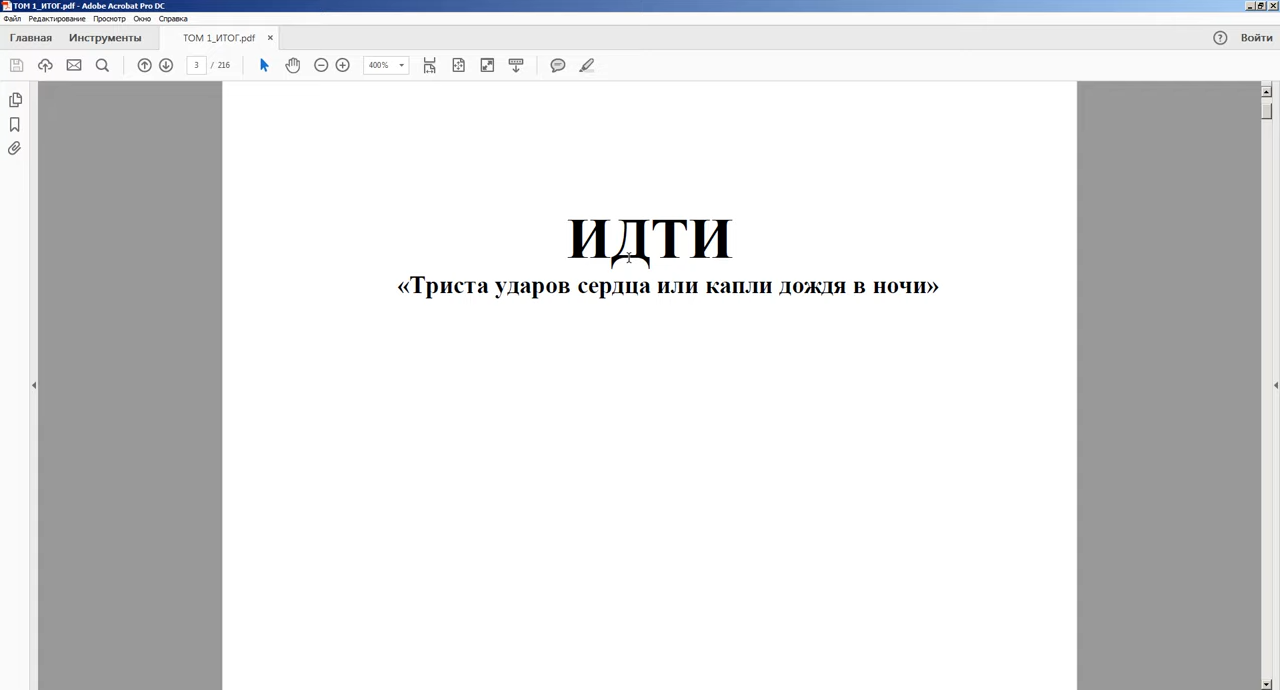 ТОМ 1_ИТОГ.pdf - Adobe Acrobat Pro DC
Файл Редактирование Просмотр Окно Справка
Главная Инструменты ТОМ 1_ИТОГ.pdf × Войти
3 / 216 400%
ИДТИ
«Триста ударов сердца или капли дождя в ночи»